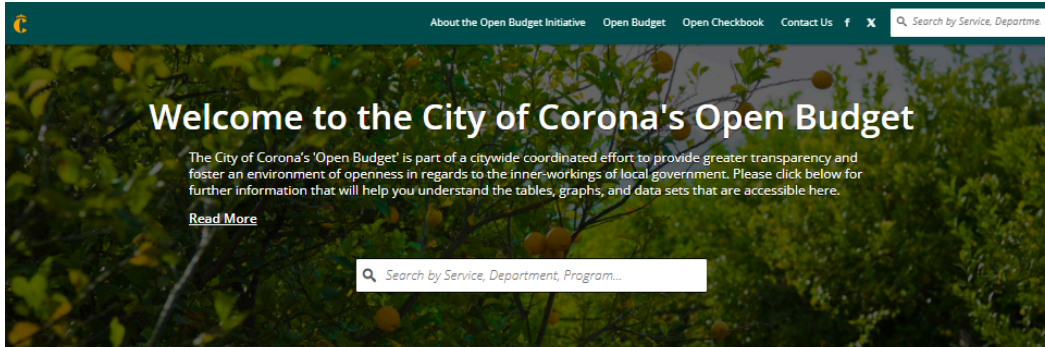 About the Open Budget Initiative Open Budget Open Checkbook Contact Us f X Search by Service, Departme
Welcome to the City of Corona's Open Budget
The City of Corona's 'Open Budget' is part of a citywide coordinated effort to provide greater transparency and
foster an environment of openness in regards to the inner-workings of local government. Please click below for
further information that will help you understand the tables, graphs, and data sets that are accessible here.
Read More
Search by Service, Department, Program...